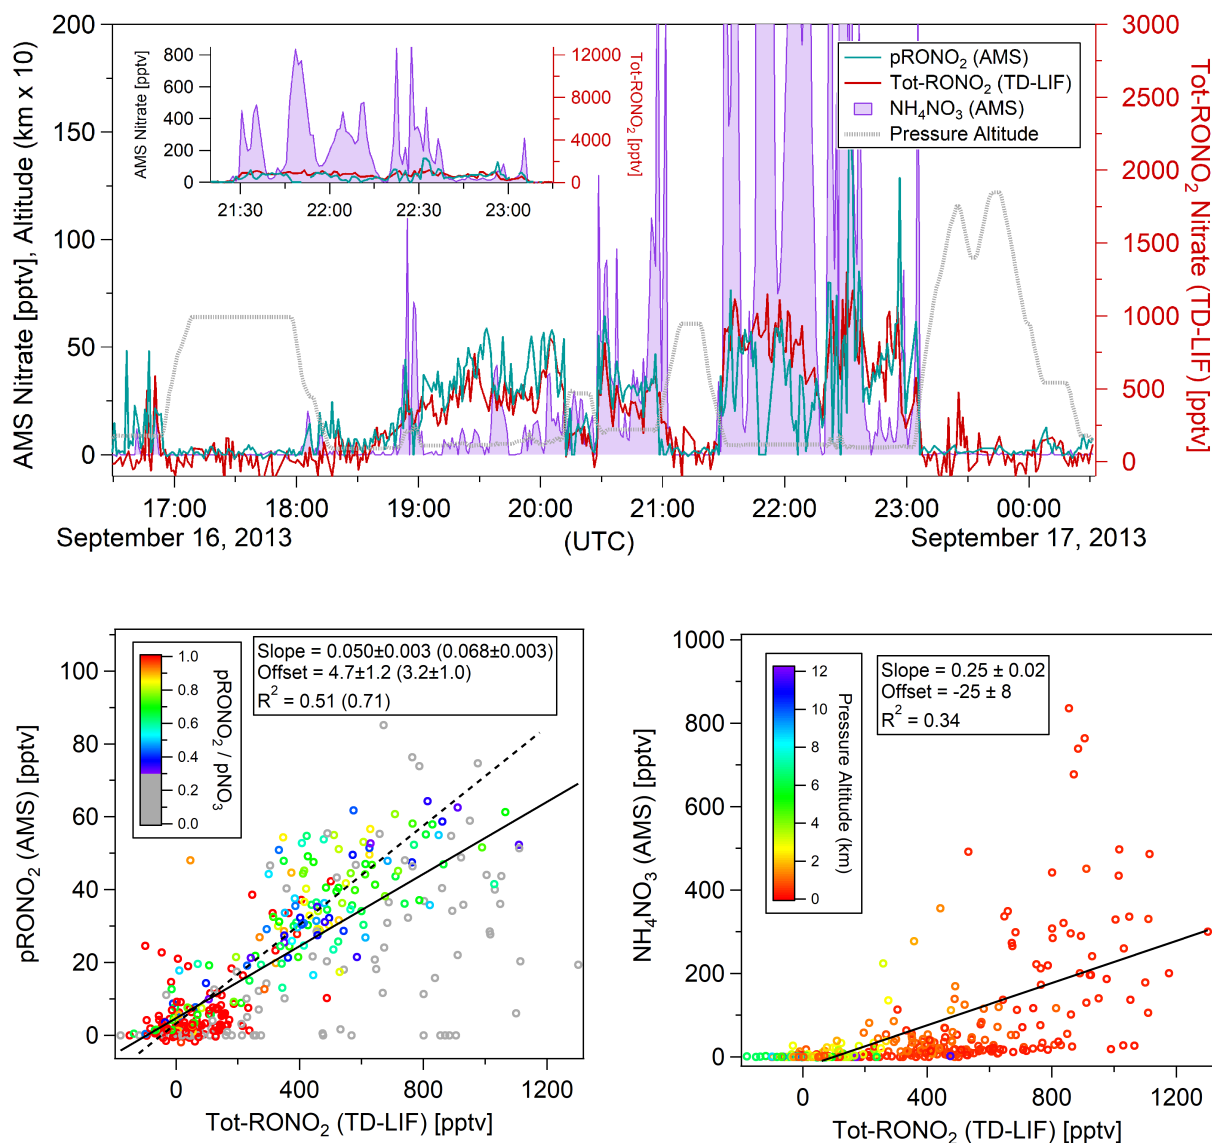 200
150
100
50
0
AMS Nitrate [pptv], Altitude (km x 10)
3000
2500
2000
1500
1000
500
0
Tot-RONO₂ Nitrate (TD-LIF) [pptv]
800
600
400
200
0
AMS Nitrate [pptv]
12000
8000
4000
0
Tot-RONO₂ [pptv]
21:30 22:00 22:30 23:00
pRONO₂ (AMS)
Tot-RONO₂ (TD-LIF)
NH₄NO₃ (AMS)
Pressure Altitude
17:00 18:00 19:00 20:00 21:00 22:00 23:00 00:00
September 16, 2013 (UTC) September 17, 2013
100
80
60
40
20
0
pRONO₂ (AMS) [pptv]
1.0
0.8
0.6
0.4
0.2
0.0
pRONO₂ / pNO₃
Slope = 0.050±0.003 (0.068±0.003)
Offset = 4.7±1.2 (3.2±1.0)
R² = 0.51 (0.71)
0 400 800 1200
Tot-RONO₂ (TD-LIF) [pptv]
1000
800
600
400
200
0
NH₄NO₃ (AMS) [pptv]
12
10
8
6
4
2
0
Pressure Altitude (km)
Slope = 0.25 ± 0.02
Offset = -25 ± 8
R² = 0.34
0 400 800 1200
Tot-RONO₂ (TD-LIF) [pptv]